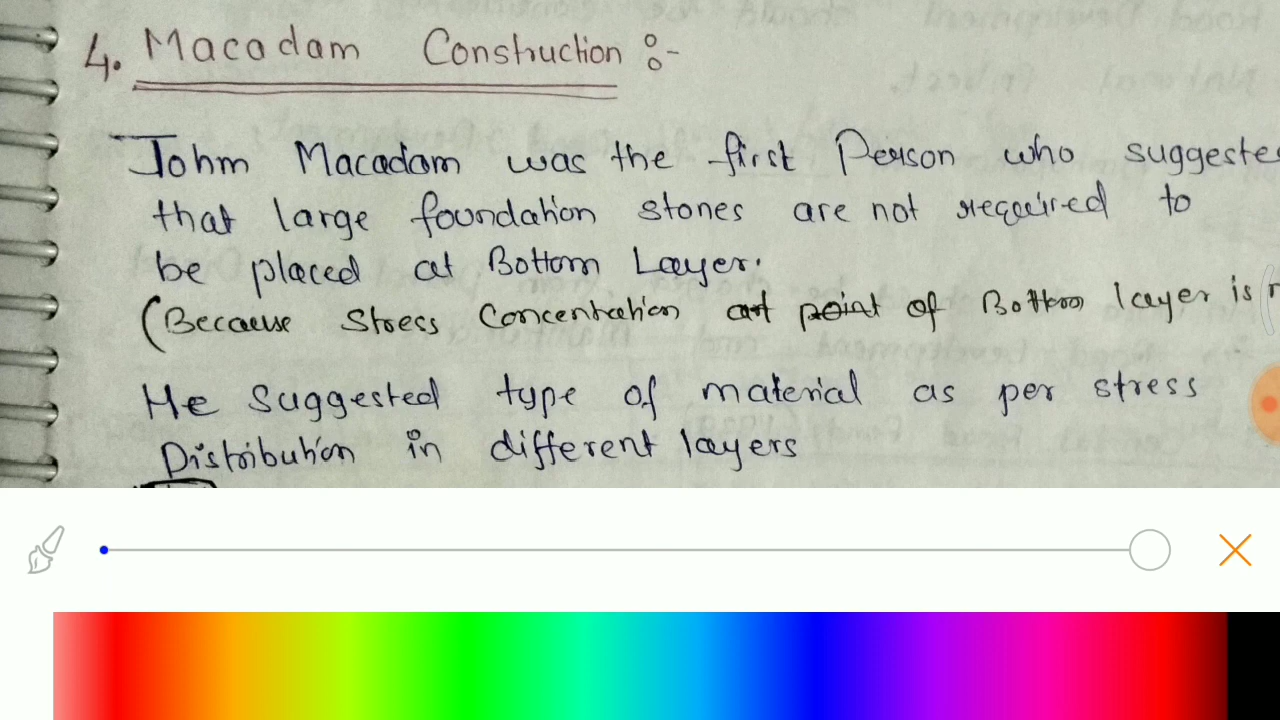 4. Macadam Construction :-
John Macadam was the first Person who suggeste
that large foundation stones are not required to
be placed at Bottom Layer.
(Because Stress Concentration at point of Bottom layer is
He Suggested type of material as per stress
Distribution in different layers